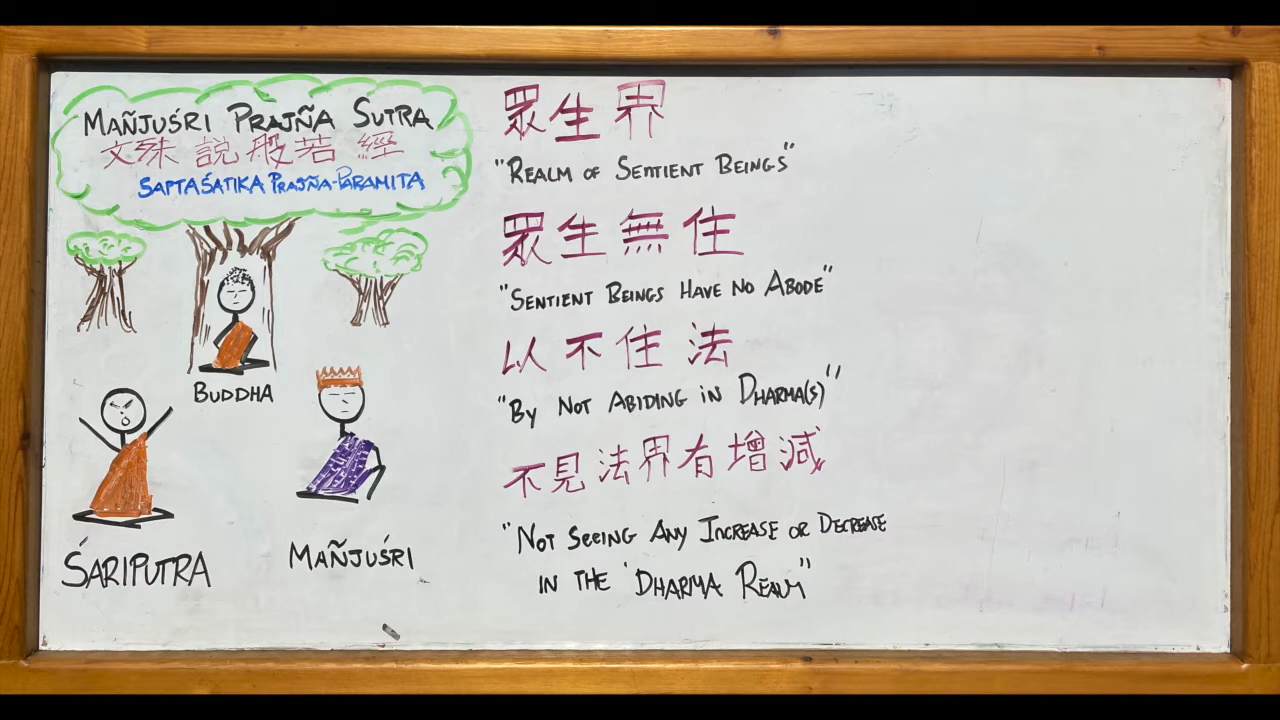 MAÑJUŚRI PRAJÑA SUTRA
文殊說般若經
SAPTAŚATIKA PRAJÑA-PARAMITA
BUDDHA
ŚARIPUTRA
MAÑJUŚRI
眾生界
"REALM OF SENTIENT BEINGS"
眾生無住
"SENTIENT BEINGS HAVE NO ABODE"
以不住法
"BY NOT ABIDING IN DHARMA(S)"
不見法界有增減
"NOT SEEING ANY INCREASE OR DECREASE
IN THE 'DHARMA REALM"